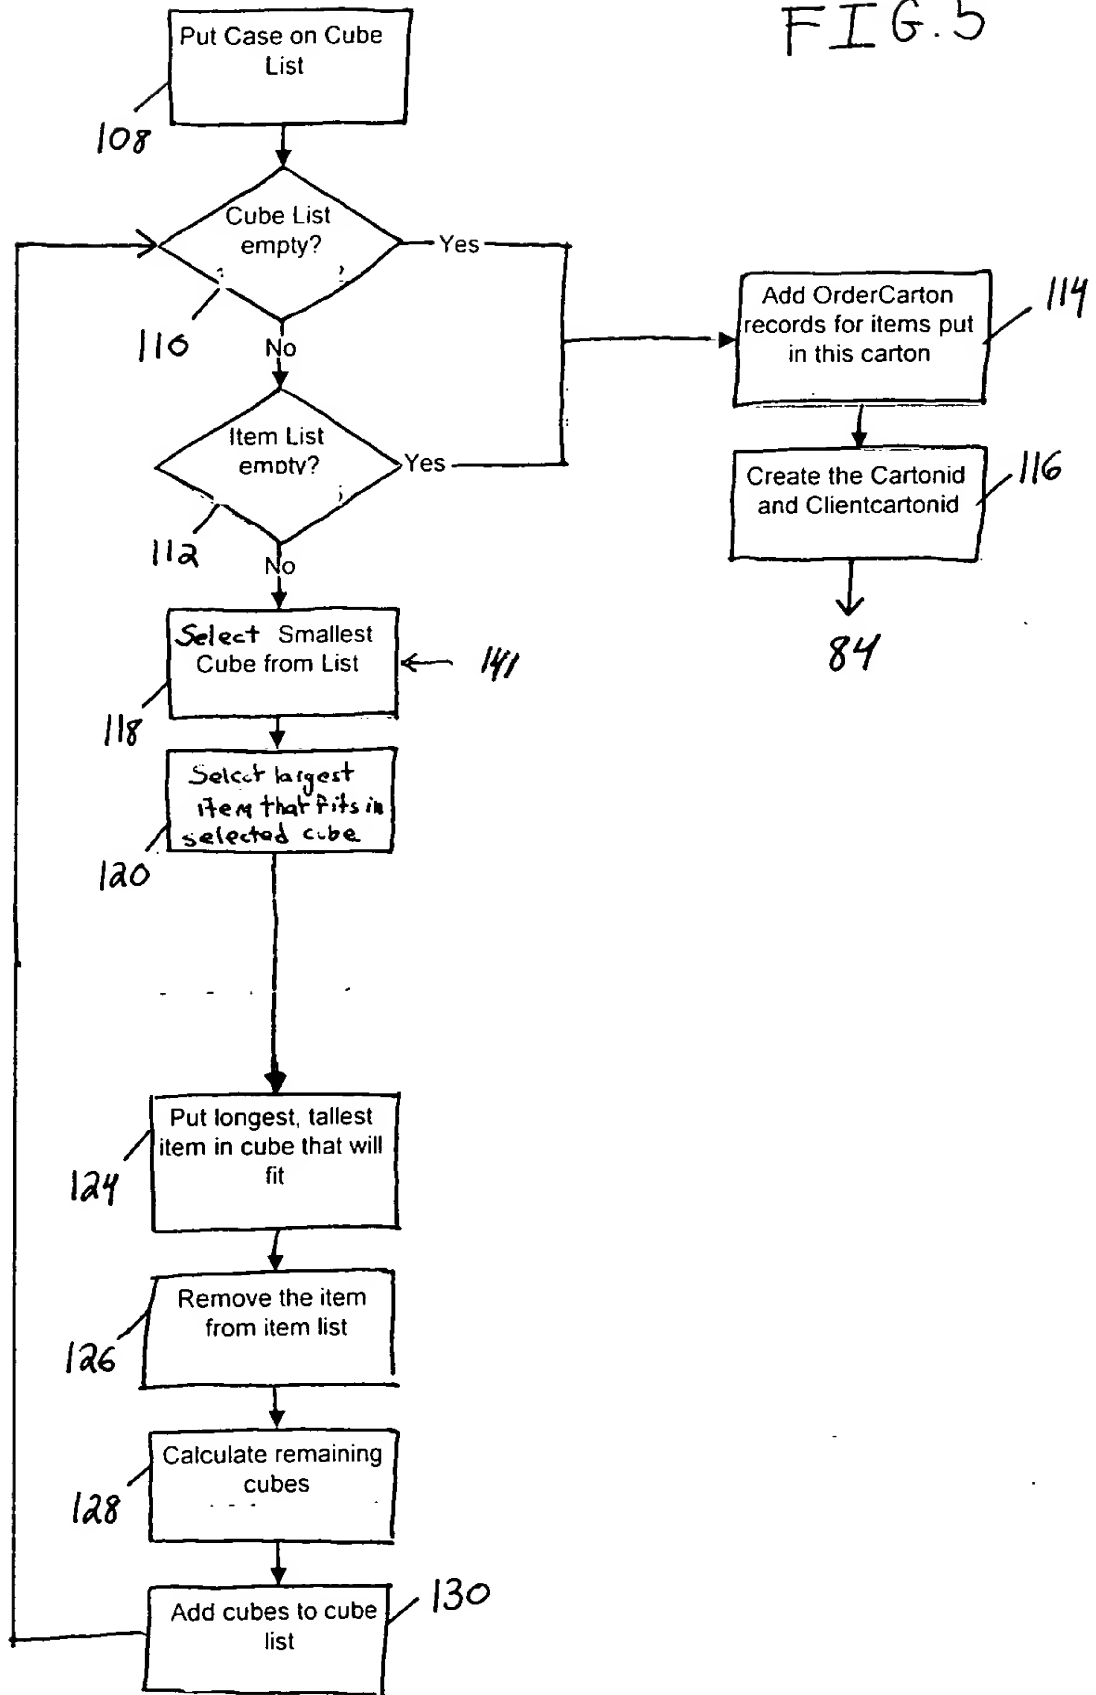 FIG. 5
Put Case on Cube
List
108
Cube List
empty?
Yes
110
No
Item List
empty?
Yes
112
No
Add OrderCarton
records for items put
in this carton
114
Create the Cartonid
and Clientcartonid
116
84
Select Smallest
Cube from List
141
118
Select largest
item that fits in
selected cube
120
Put longest, tallest
item in cube that will
fit
124
Remove the item
from item list
126
Calculate remaining
cubes
128
Add cubes to cube
list
130